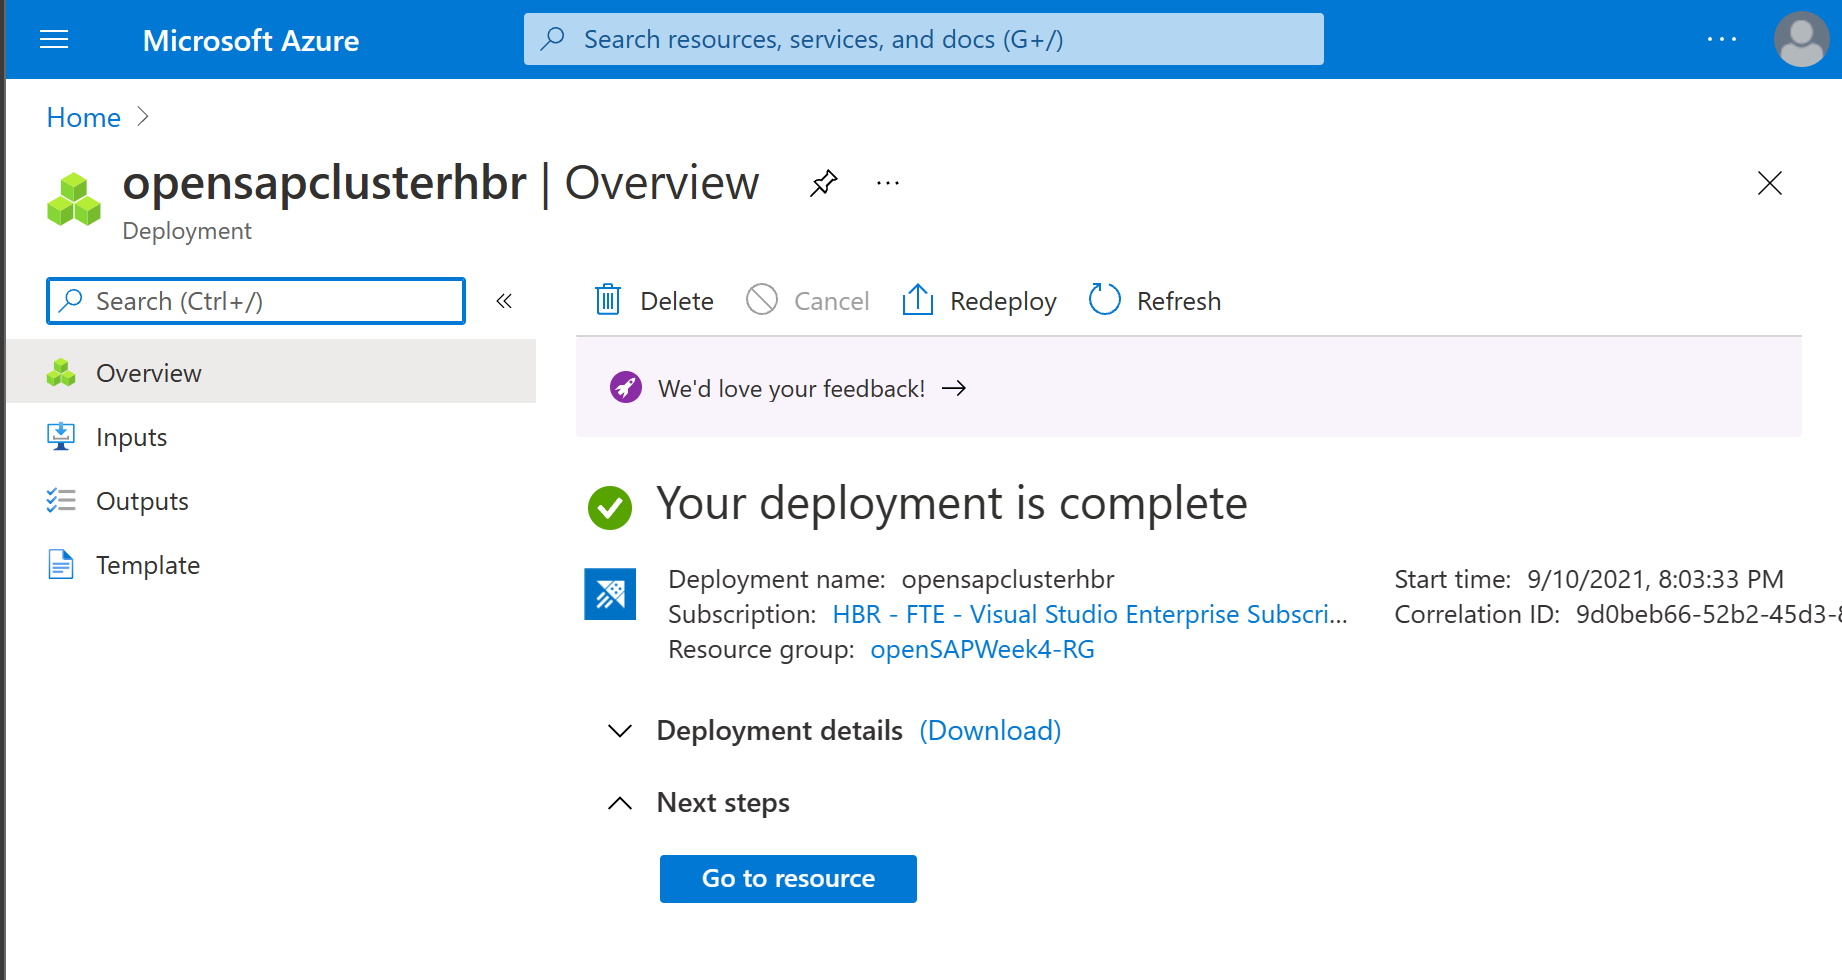 Microsoft Azure
Search resources, services, and docs (G+/)
...
Home
opensapclusterhbr | Overview
...
Deployment
Search (Ctrl+/)
«
Overview
Inputs
Outputs
Template
Delete
Cancel
Redeploy
Refresh
We'd love your feedback! →
Your deployment is complete
Deployment name: opensapclusterhbr
Subscription: HBR - FTE - Visual Studio Enterprise Subscri...
Resource group: openSAPWeek4-RG
Start time: 9/10/2021, 8:03:33 PM
Correlation ID: 9d0beb66-52b2-45d3-
Deployment details (Download)
Next steps
Go to resource